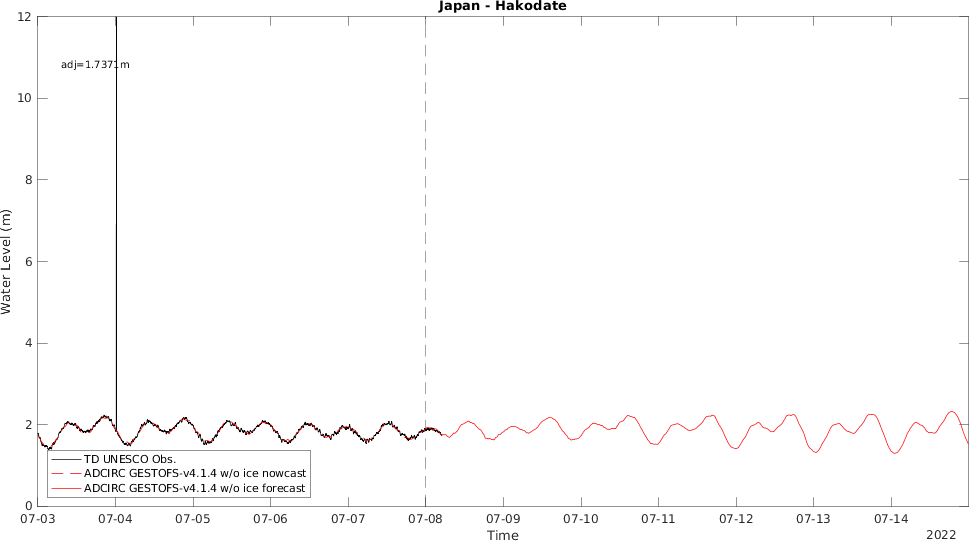 Japan - Hakodate
12
10
8
6
4
2
0
Water Level (m)
adj=1.7371m
TD UNESCO Obs.
ADCIRC GESTOFS-v4.1.4 w/o ice nowcast
ADCIRC GESTOFS-v4.1.4 w/o ice forecast
07-03 07-04 07-05 07-06 07-07 07-08 07-09 07-10 07-11 07-12 07-13 07-14
Time
2022